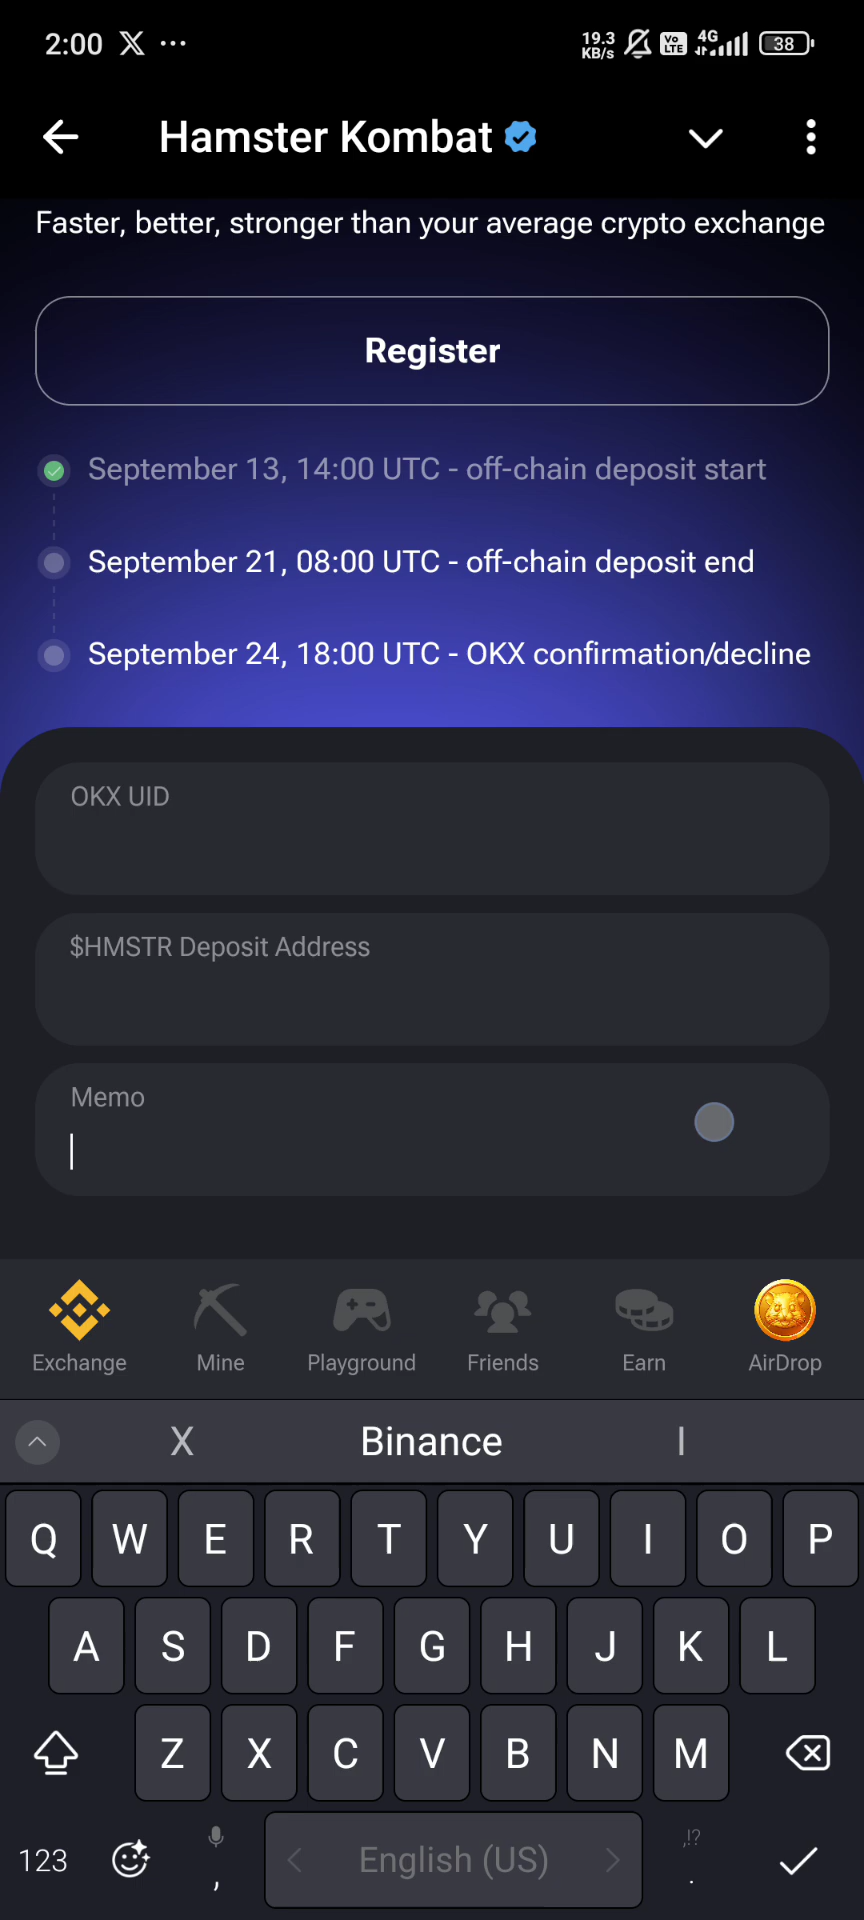 2:00 X ...
19.3 KB/s Vo LTE 4G 38
Hamster Kombat
Faster, better, stronger than your average crypto exchange
Register
September 13, 14:00 UTC - off-chain deposit start
September 21, 08:00 UTC - off-chain deposit end
September 24, 18:00 UTC - OKX confirmation/decline
OKX UID
$HMSTR Deposit Address
Memo
Exchange Mine Playground Friends Earn AirDrop
X Binance I
Q W E R T Y U I O P
A S D F G H J K L
Z X C V B N M
123 , < English (US) > ,!? .